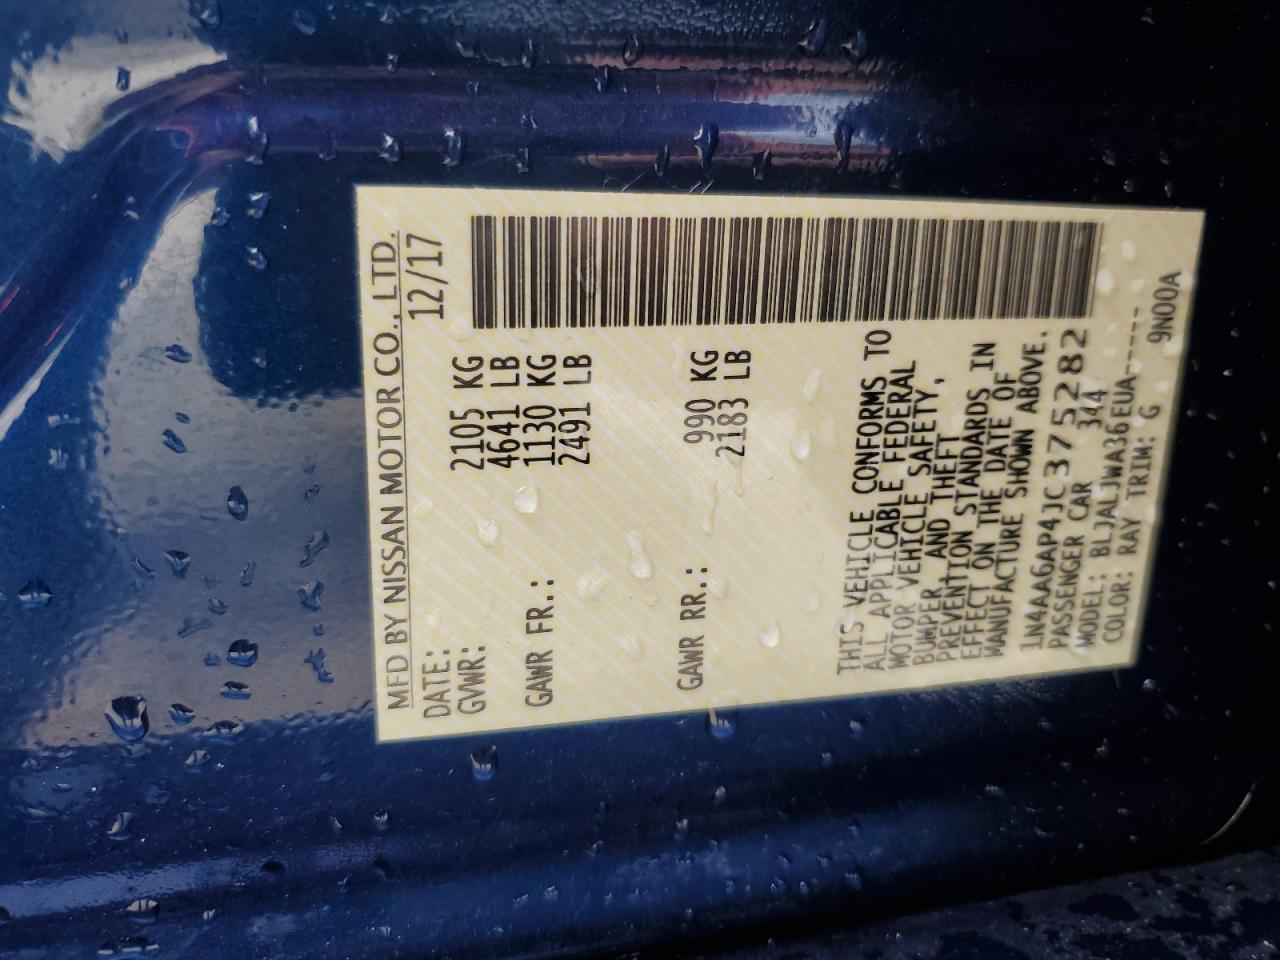 MFD BY NISSAN MOTOR CO., LTD.
DATE: 12/17
GVWR: 2105 KG
4641 LB
GAWR FR.: 1130 KG
2491 LB
GAWR RR.: 990 KG
2183 LB
THIS VEHICLE CONFORMS TO
ALL APPLICABLE FEDERAL
MOTOR VEHICLE SAFETY,
BUMPER, AND THEFT
PREVENTION STANDARDS IN
EFFECT ON THE DATE OF
MANUFACTURE SHOWN ABOVE.
1N4AA6AP4JC375282
PASSENGER CAR 344
MODEL: BLJALJWA36EUA-----
COLOR: RAY TRIM: G 9N00A